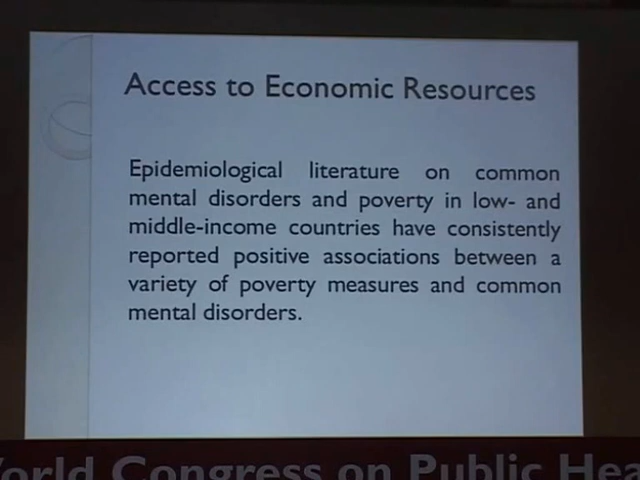 Access to Economic Resources
Epidemiological literature on common
mental disorders and poverty in low- and
middle-income countries have consistently
reported positive associations between a
variety of poverty measures and common
mental disorders.
World Congress on Public Hea